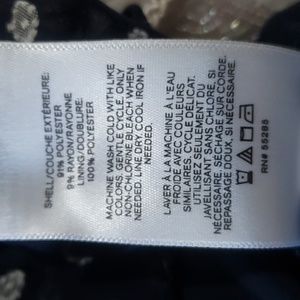 SHELL/COUCHE EXTÉRIEURE:
91% POLYESTER
9% RAYON/RAYONNE
LINING/DOUBLURE:
100% POLYESTER
MACHINE WASH COLD WITH LIKE
COLORS, GENTLE CYCLE, ONLY
NON-CHLORINE BLEACH WHEN
NEEDED, LINE DRY, COOL IRON IF
NEEDED.
LAVER À LA MACHINE À L'EAU
FROIDE AVEC COULEURS
SIMILAIRES, CYCLE DÉLICAT.
UTILISER SEULEMENT DU
JAVELLISANT SANS CHLORE, SI
NÉCESSAIRE, SÉCHAGE SUR CORDE.
REPASSAGE DOUX, SI NÉCESSAIRE.
RN# 55285